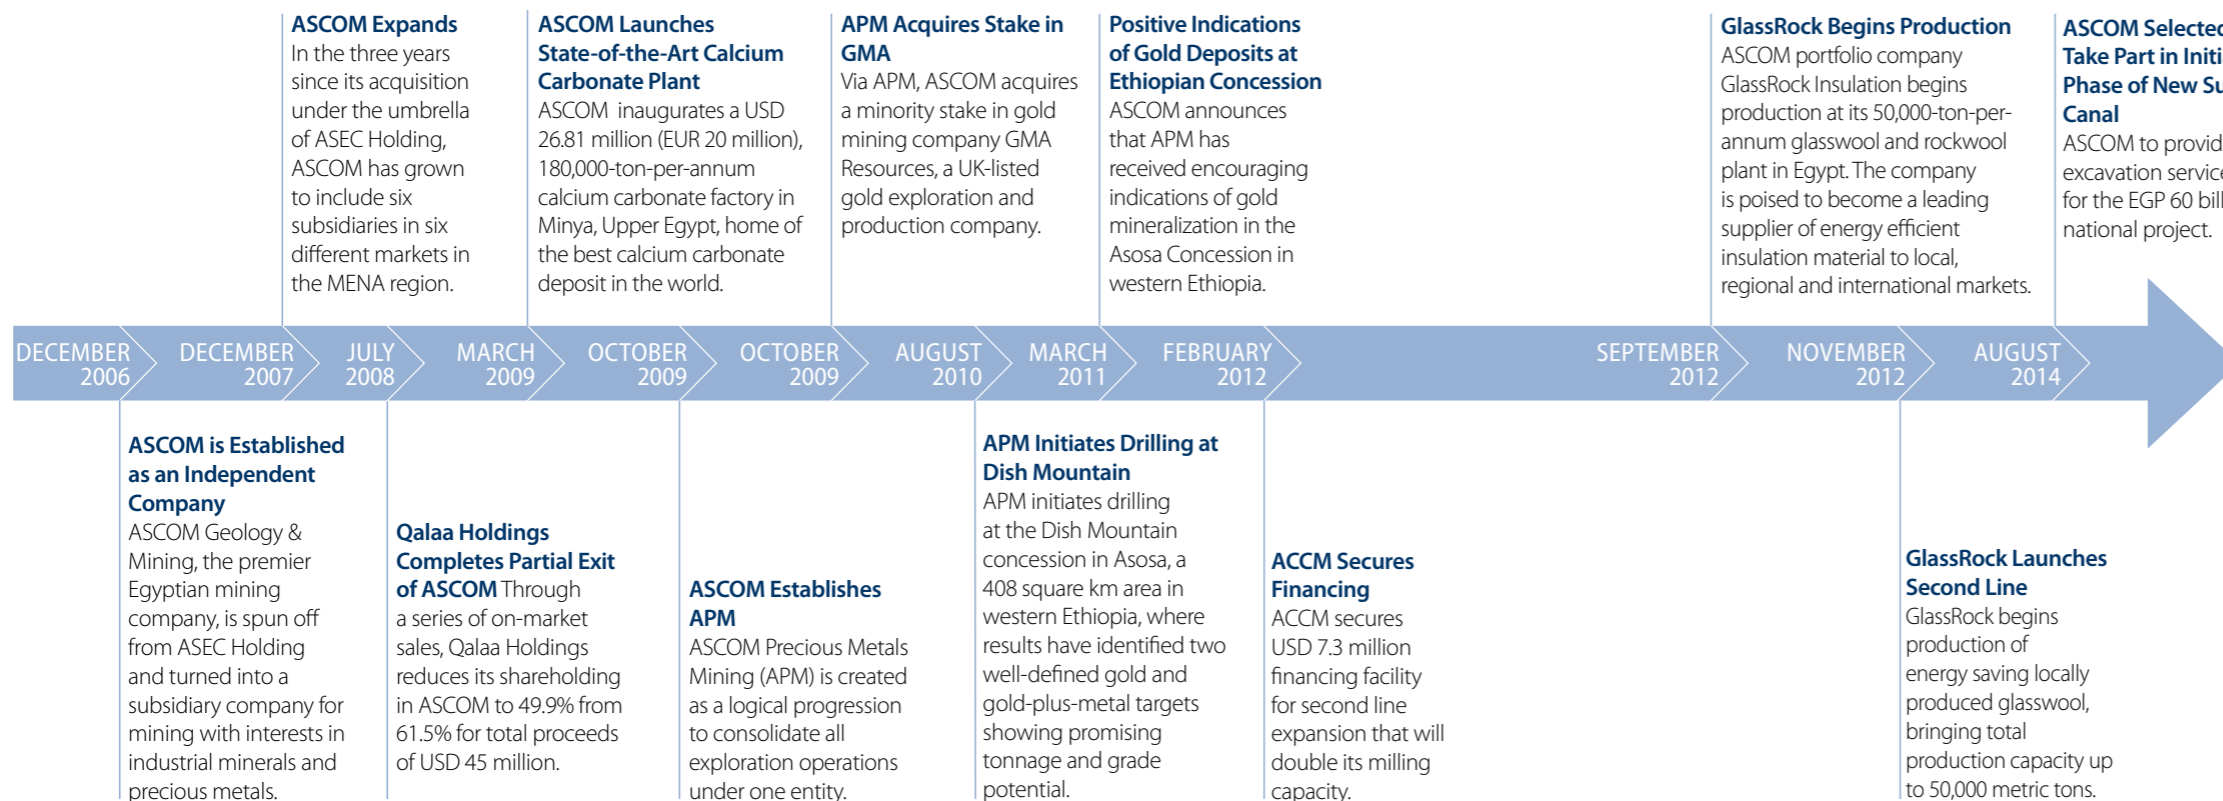 ASCOM Expands
In the three years
since its acquisition
under the umbrella
of ASEC Holding,
ASCOM has grown
to include six
subsidiaries in six
different markets in
the MENA region.
ASCOM Launches
State-of-the-Art Calcium
Carbonate Plant
ASCOM inaugurates a USD
26.81 million (EUR 20 million),
180,000-ton-per-annum
calcium carbonate factory in
Minya, Upper Egypt, home of
the best calcium carbonate
deposit in the world.
APM Acquires Stake in
GMA
Via APM, ASCOM acquires
a minority stake in gold
mining company GMA
Resources, a UK-listed
gold exploration and
production company.
Positive Indications
of Gold Deposits at
Ethiopian Concession
ASCOM announces
that APM has
received encouraging
indications of gold
mineralization in the
Asosa Concession in
western Ethiopia.
GlassRock Begins Production
ASCOM portfolio company
GlassRock Insulation begins
production at its 50,000-ton-per-
annum glasswool and rockwool
plant in Egypt. The company
is poised to become a leading
supplier of energy efficient
insulation material to local,
regional and international markets.
ASCOM Selected
Take Part in
Phase of New
Canal
ASCOM to
excavation
for the EGP 60
national project.
DECEMBER
2006
DECEMBER
2007
JULY
2008
MARCH
2009
OCTOBER
2009
OCTOBER
2009
AUGUST
2010
MARCH
2011
FEBRUARY
2012
SEPTEMBER
2012
NOVEMBER
2012
AUGUST
2014
ASCOM is Established
as an Independent
Company
ASCOM Geology &
Mining, the premier
Egyptian mining
company, is spun off
from ASEC Holding
and turned into a
subsidiary company for
mining with interests in
industrial minerals and
precious metals.
Qalaa Holdings
Completes Partial Exit
of ASCOM Through
a series of on-market
sales, Qalaa Holdings
reduces its shareholding
in ASCOM to 49.9% from
61.5% for total proceeds
of USD 45 million.
ASCOM Establishes
APM
ASCOM Precious Metals
Mining (APM) is created
as a logical progression
to consolidate all
exploration operations
under one entity.
APM Initiates Drilling at
Dish Mountain
APM initiates drilling
at the Dish Mountain
concession in Asosa, a
408 square km area in
western Ethiopia, where
results have identified two
well-defined gold and
gold-plus-metal targets
showing promising
tonnage and grade
potential.
ACCM Secures
Financing
ACCM secures
USD 7.3 million
financing facility
for second line
expansion that will
double its milling
capacity.
GlassRock Launches
Second Line
GlassRock begins
production of
energy saving locally
produced glasswool,
bringing total
production capacity up
to 50,000 metric tons.